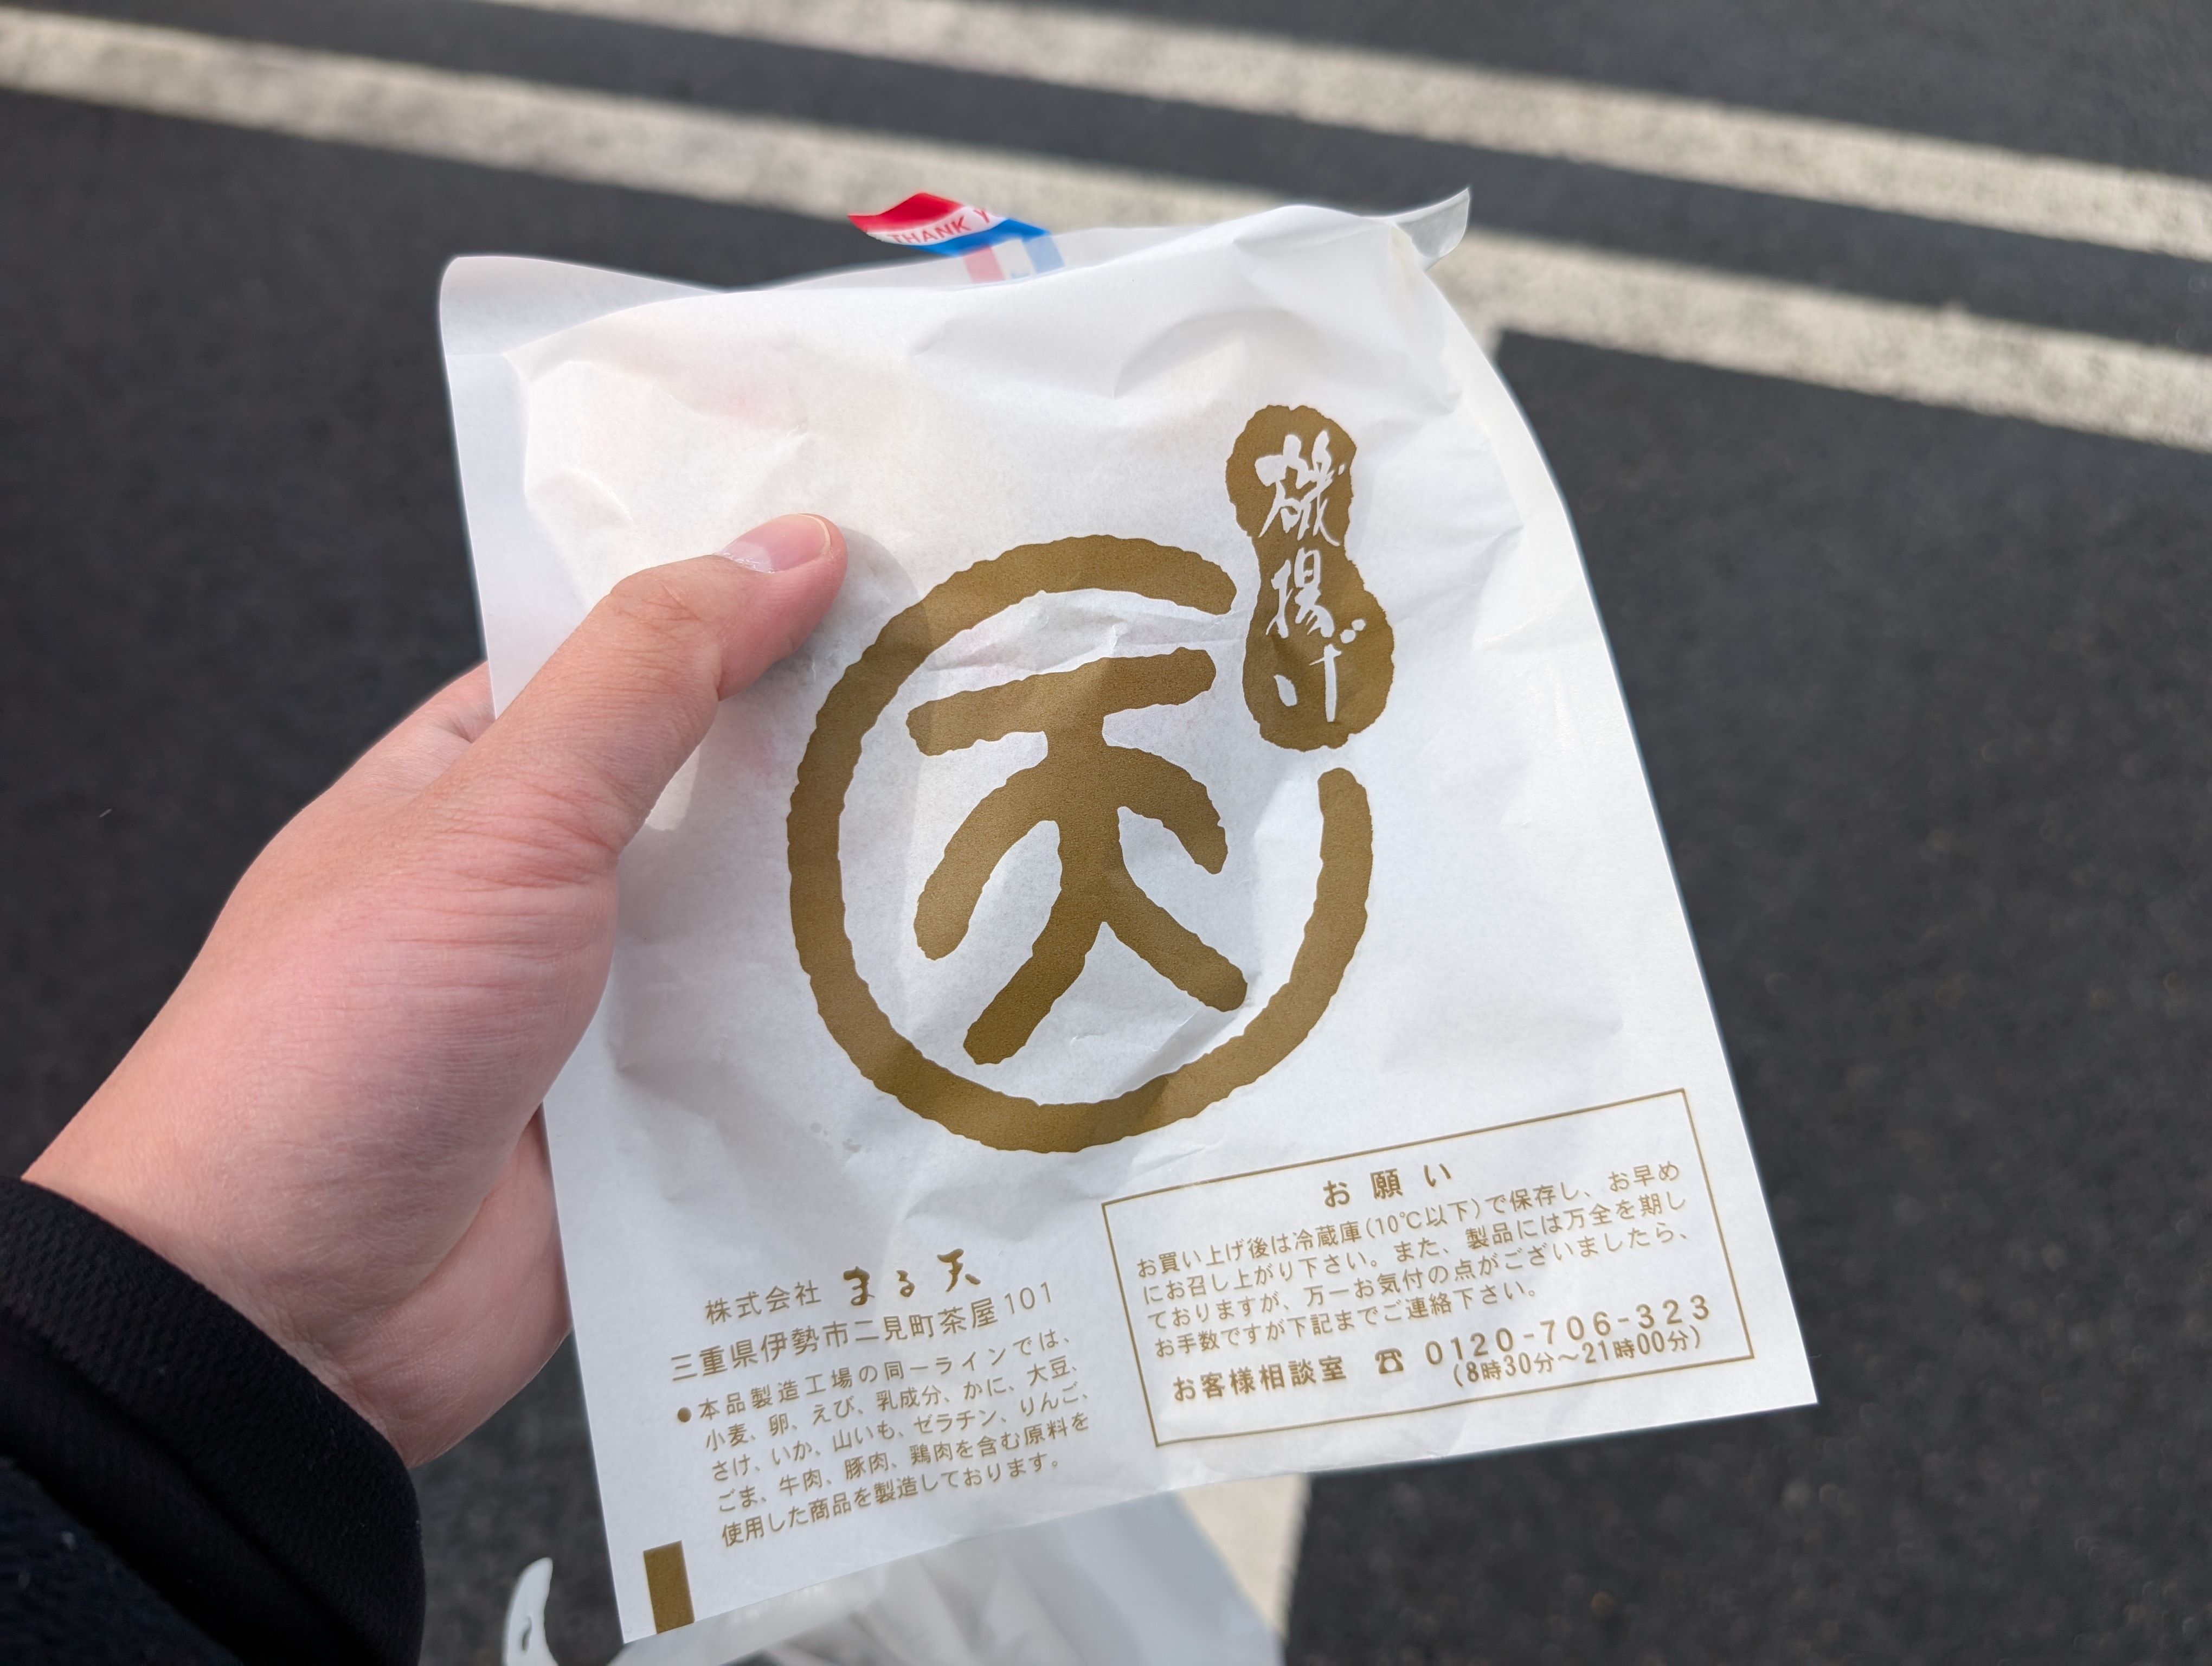 THANK Y
磯揚げ
天
お願い
お買い上げ後は冷蔵庫(10℃以下)で保存し、お早め
にお召し上がり下さい。また、製品には万全を期し
ておりますが、万一お気付の点がございましたら、
お手数ですが下記までご連絡下さい。
お客様相談室 ☎ 0120-706-323
(8時30分〜21時00分)
株式会社 まる天
三重県伊勢市二見町茶屋101
●本品製造工場の同一ラインでは、
小麦、卵、えび、乳成分、かに、大豆、
さけ、いか、山いも、ゼラチン、りんご、
ごま、牛肉、豚肉、鶏肉を含む原料を
使用した商品を製造しております。